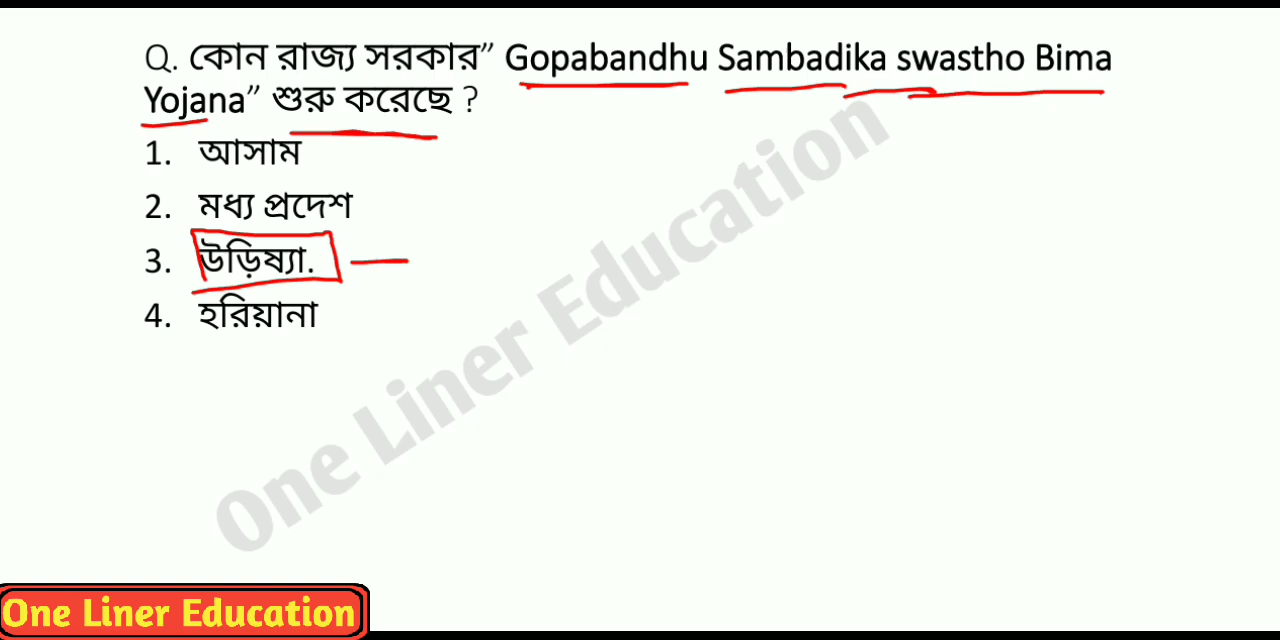 Q. কোন রাজ্য সরকার” Gopabandhu Sambadika swastho Bima
Yojana” শুরু করেছে ?
1. আসাম
2. মধ্য প্রদেশ
3. উড়িষ্যা.
4. হরিয়ানা
One Liner Education
One Liner Education